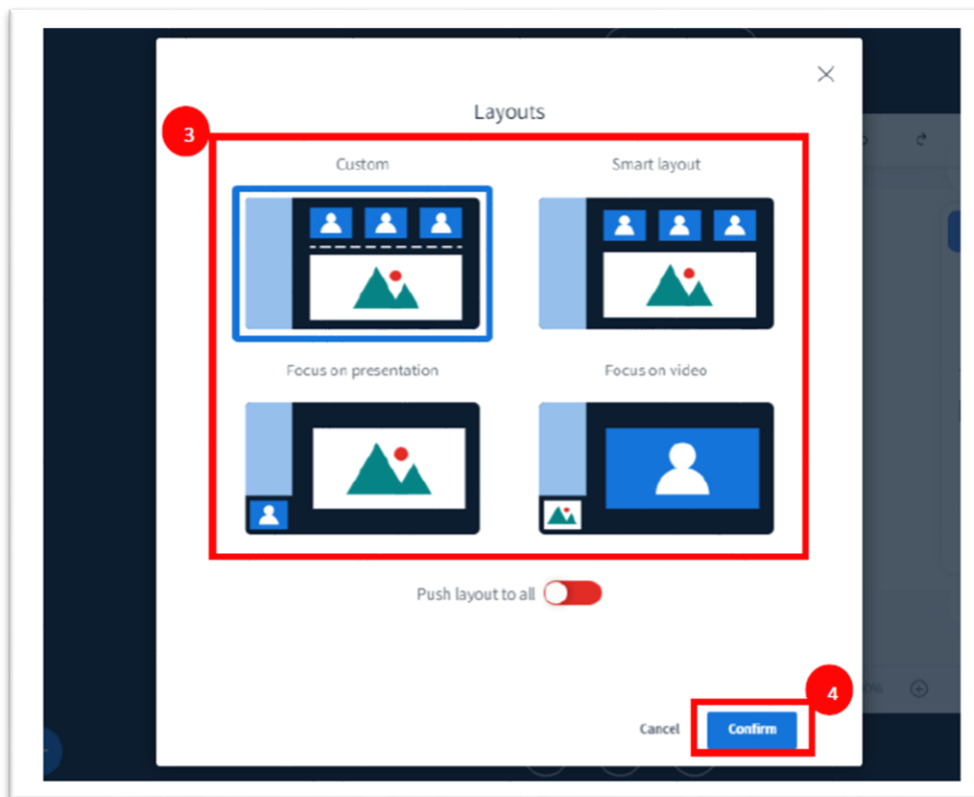 Layouts
3
Custom
Smart layout
Focus on presentation
Focus on video
Push layout to all
4
Cancel
Confirm